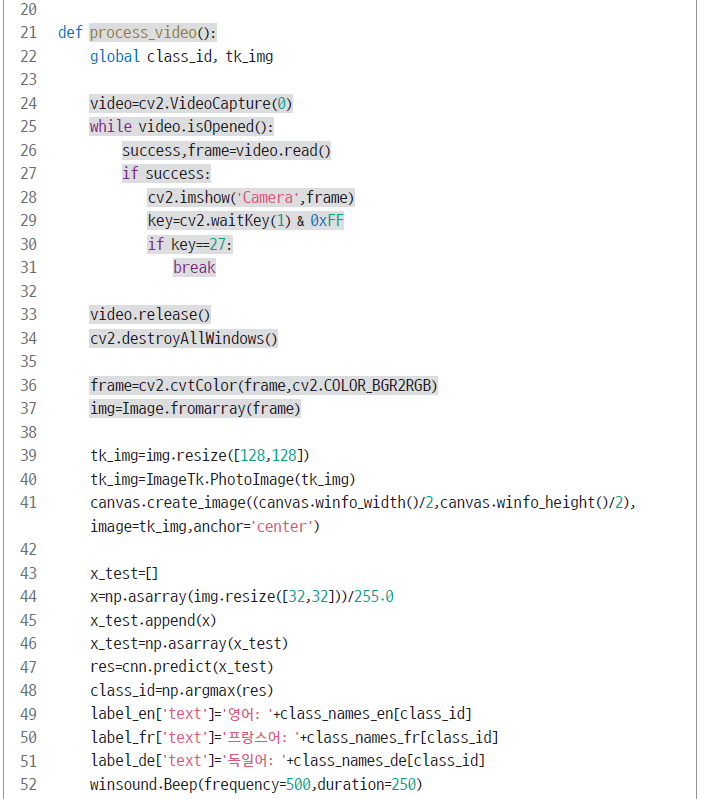 20
21 def process_video():
22 global class_id, tk_img
23
24 video=cv2.VideoCapture(0)
25 while video.isOpened():
26 success,frame=video.read()
27 if success:
28 cv2.imshow('Camera',frame)
29 key=cv2.waitKey(1) & 0xFF
30 if key==27:
31 break
32
33 video.release()
34 cv2.destroyAllWindows()
35
36 frame=cv2.cvtColor(frame,cv2.COLOR_BGR2RGB)
37 img=Image.fromarray(frame)
38
39 tk_img=img.resize([128,128])
40 tk_img=ImageTk.PhotoImage(tk_img)
41 canvas.create_image((canvas.winfo_width()/2,canvas.winfo_height()/2),
image=tk_img,anchor='center')
42
43 x_test=[]
44 x=np.asarray(img.resize([32,32]))/255.0
45 x_test.append(x)
46 x_test=np.asarray(x_test)
47 res=cnn.predict(x_test)
48 class_id=np.argmax(res)
49 label_en['text']='영어: '+class_names_en[class_id]
50 label_fr['text']='프랑스어: '+class_names_fr[class_id]
51 label_de['text']='독일어: '+class_names_de[class_id]
52 winsound.Beep(frequency=500,duration=250)